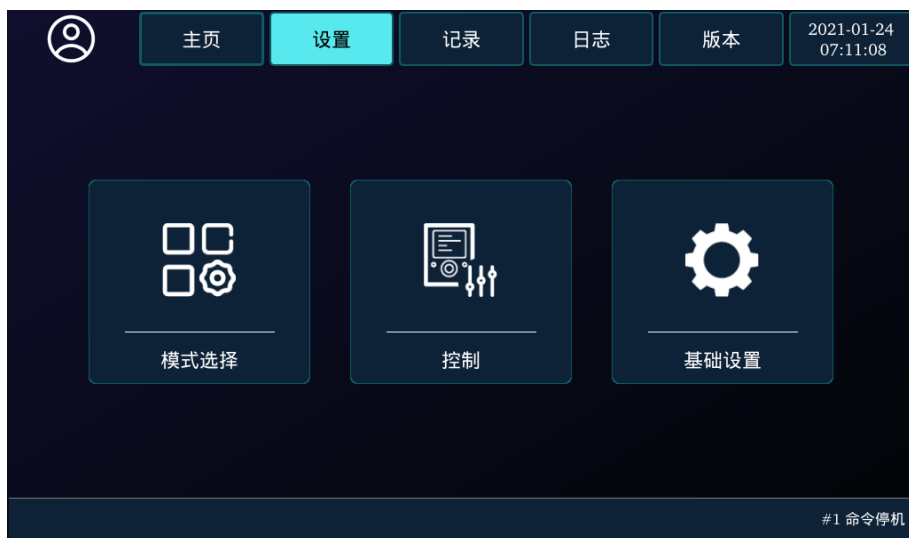 主页
设置
记录
日志
版本
2021-01-24
07:11:08
模式选择
控制
基础设置
#1 命令停机